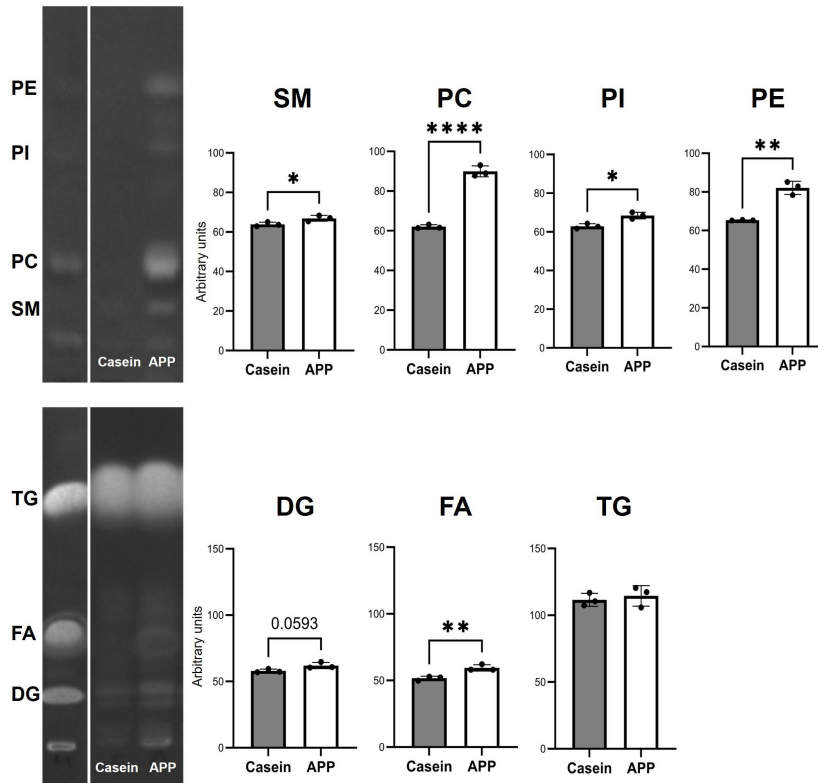 PE
PI
PC
SM
Casein APP
SM
****
PC
PI
PE
*
*
**
Arbitrary units
100
80
60
40
20
0
Casein APP
100
80
60
40
20
0
Casein APP
100
80
60
40
20
0
Casein APP
100
80
60
40
20
0
Casein APP
TG
FA
DG
Casein APP
DG
FA
TG
0.0593
**
Arbitrary units
150
100
50
0
Casein APP
150
100
50
0
Casein APP
150
100
50
0
Casein APP